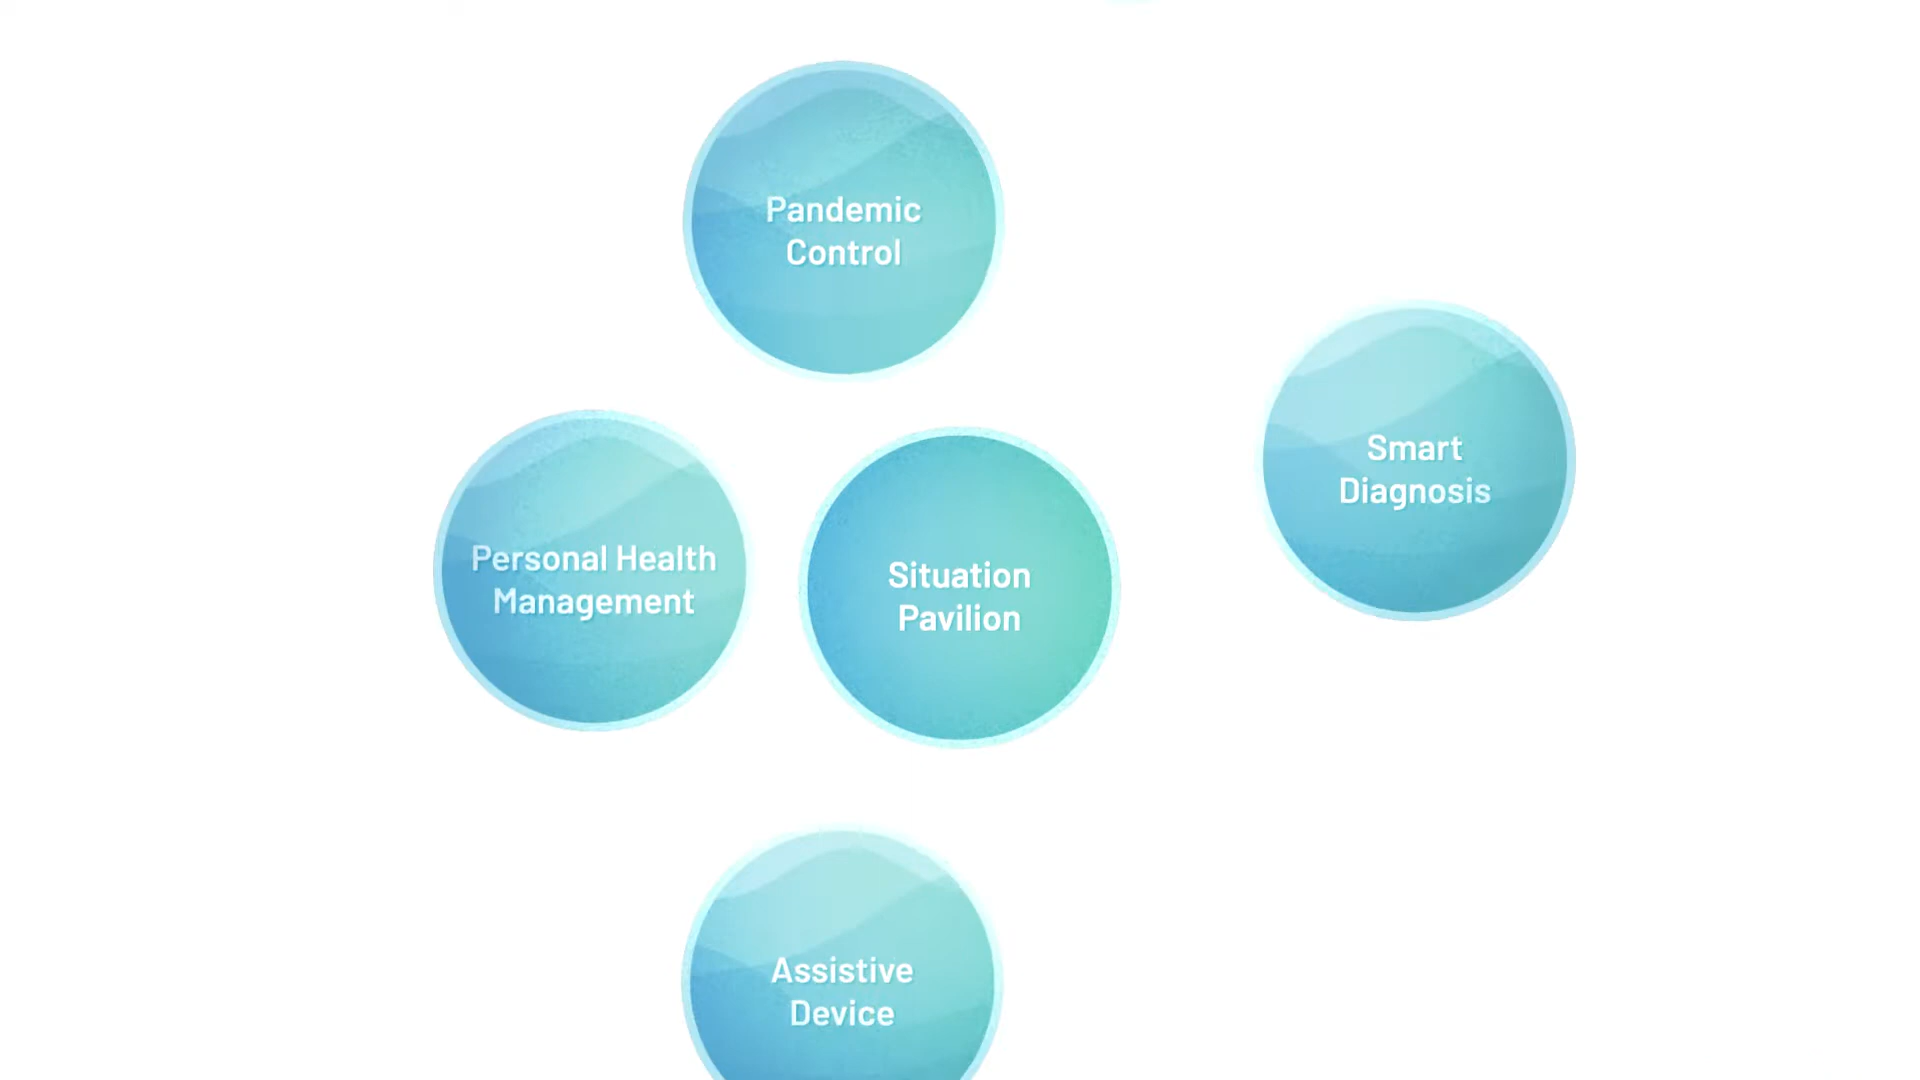 Pandemic
Control
Smart
Diagnosis
Personal Health
Management
Situation
Pavilion
Assistive
Device